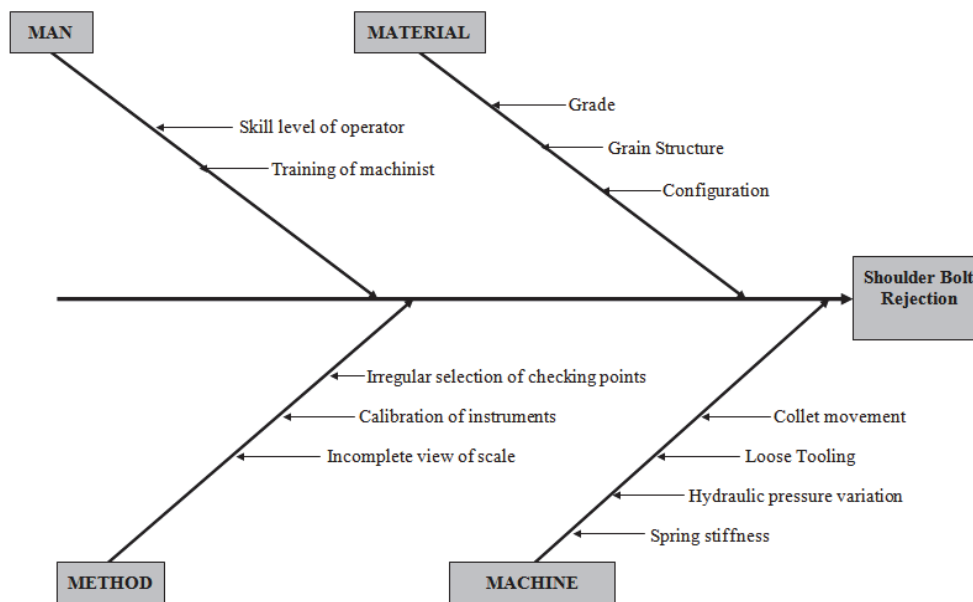 MAN
MATERIAL
Grade
Skill level of operator
Grain Structure
Training of machinist
Configuration
Shoulder Bolt
Rejection
Irregular selection of checking points
Calibration of instruments
Collet movement
Incomplete view of scale
Loose Tooling
Hydraulic pressure variation
Spring stiffness
METHOD
MACHINE